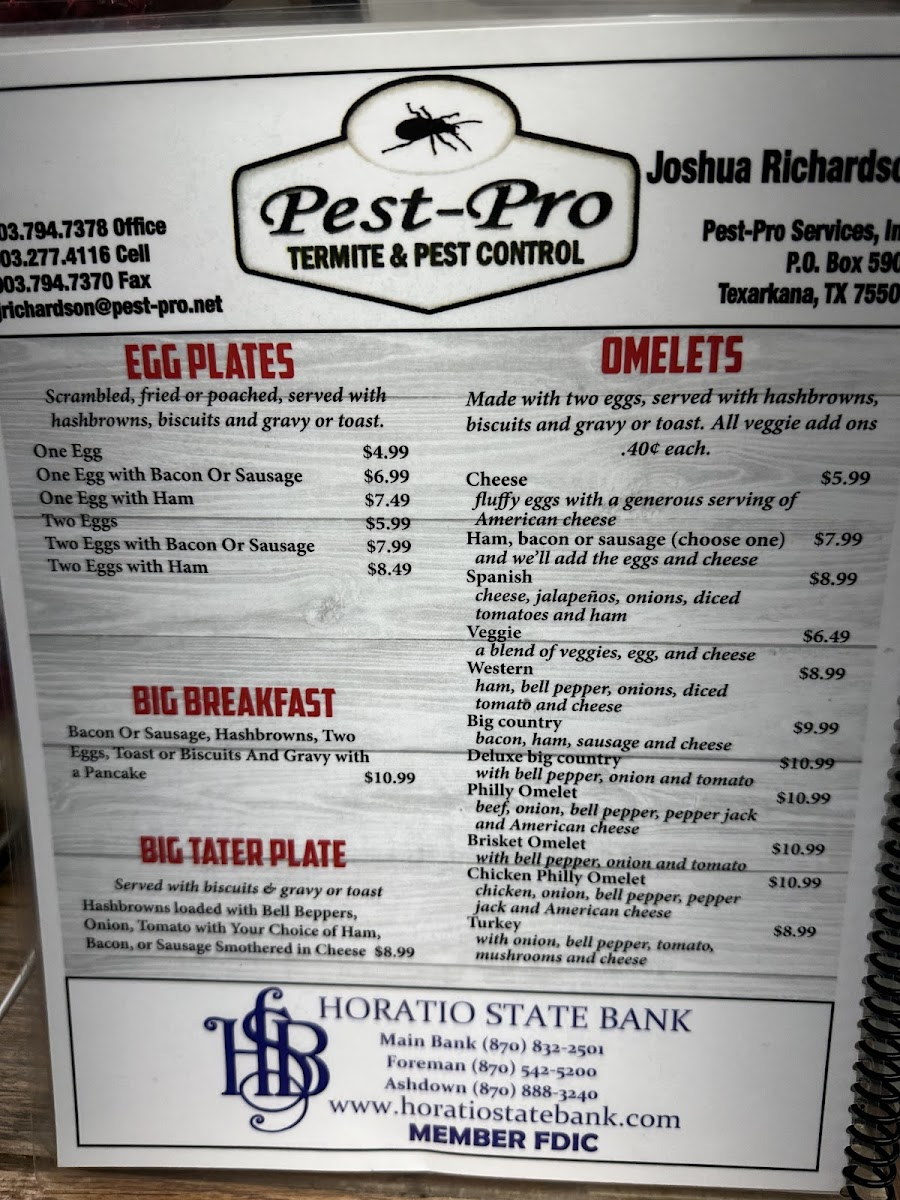 Pest-Pro
TERMITE & PEST CONTROL
03.794.7378 Office
03.277.4116 Cell
903.794.7370 Fax
jrichardson@pest-pro.net
Joshua Richardso
Pest-Pro Services, In
P.O. Box 590
Texarkana, TX 7550
EGG PLATES
Scrambled, fried or poached, served with
hashbrowns, biscuits and gravy or toast.
One Egg $4.99
One Egg with Bacon Or Sausage $6.99
One Egg with Ham $7.49
Two Eggs $5.99
Two Eggs with Bacon Or Sausage $7.99
Two Eggs with Ham $8.49
BIG BREAKFAST
Bacon Or Sausage, Hashbrowns, Two
Eggs, Toast or Biscuits And Gravy with
a Pancake $10.99
BIG TATER PLATE
Served with biscuits & gravy or toast
Hashbrowns loaded with Bell Beppers,
Onion, Tomato with Your Choice of Ham,
Bacon, or Sausage Smothered in Cheese $8.99
OMELETS
Made with two eggs, served with hashbrowns,
biscuits and gravy or toast. All veggie add ons
.40¢ each.
Cheese $5.99
fluffy eggs with a generous serving of
American cheese
Ham, bacon or sausage (choose one) $7.99
and we'll add the eggs and cheese
Spanish $8.99
cheese, jalapeños, onions, diced
tomatoes and ham
Veggie $6.49
a blend of veggies, egg, and cheese
Western $8.99
ham, bell pepper, onions, diced
tomato and cheese
Big country $9.99
bacon, ham, sausage and cheese
Deluxe big country $10.99
with bell pepper, onion and tomato
Philly Omelet $10.99
beef, onion, bell pepper, pepper jack
and American cheese
Brisket Omelet $10.99
with bell pepper, onion and tomato
Chicken Philly Omelet $10.99
chicken, onion, bell pepper, pepper
jack and American cheese
Turkey $8.99
with onion, bell pepper, tomato,
mushrooms and cheese
HSB
HORATIO STATE BANK
Main Bank (870) 832-2501
Foreman (870) 542-5200
Ashdown (870) 888-3240
www.horatiostatebank.com
MEMBER FDIC